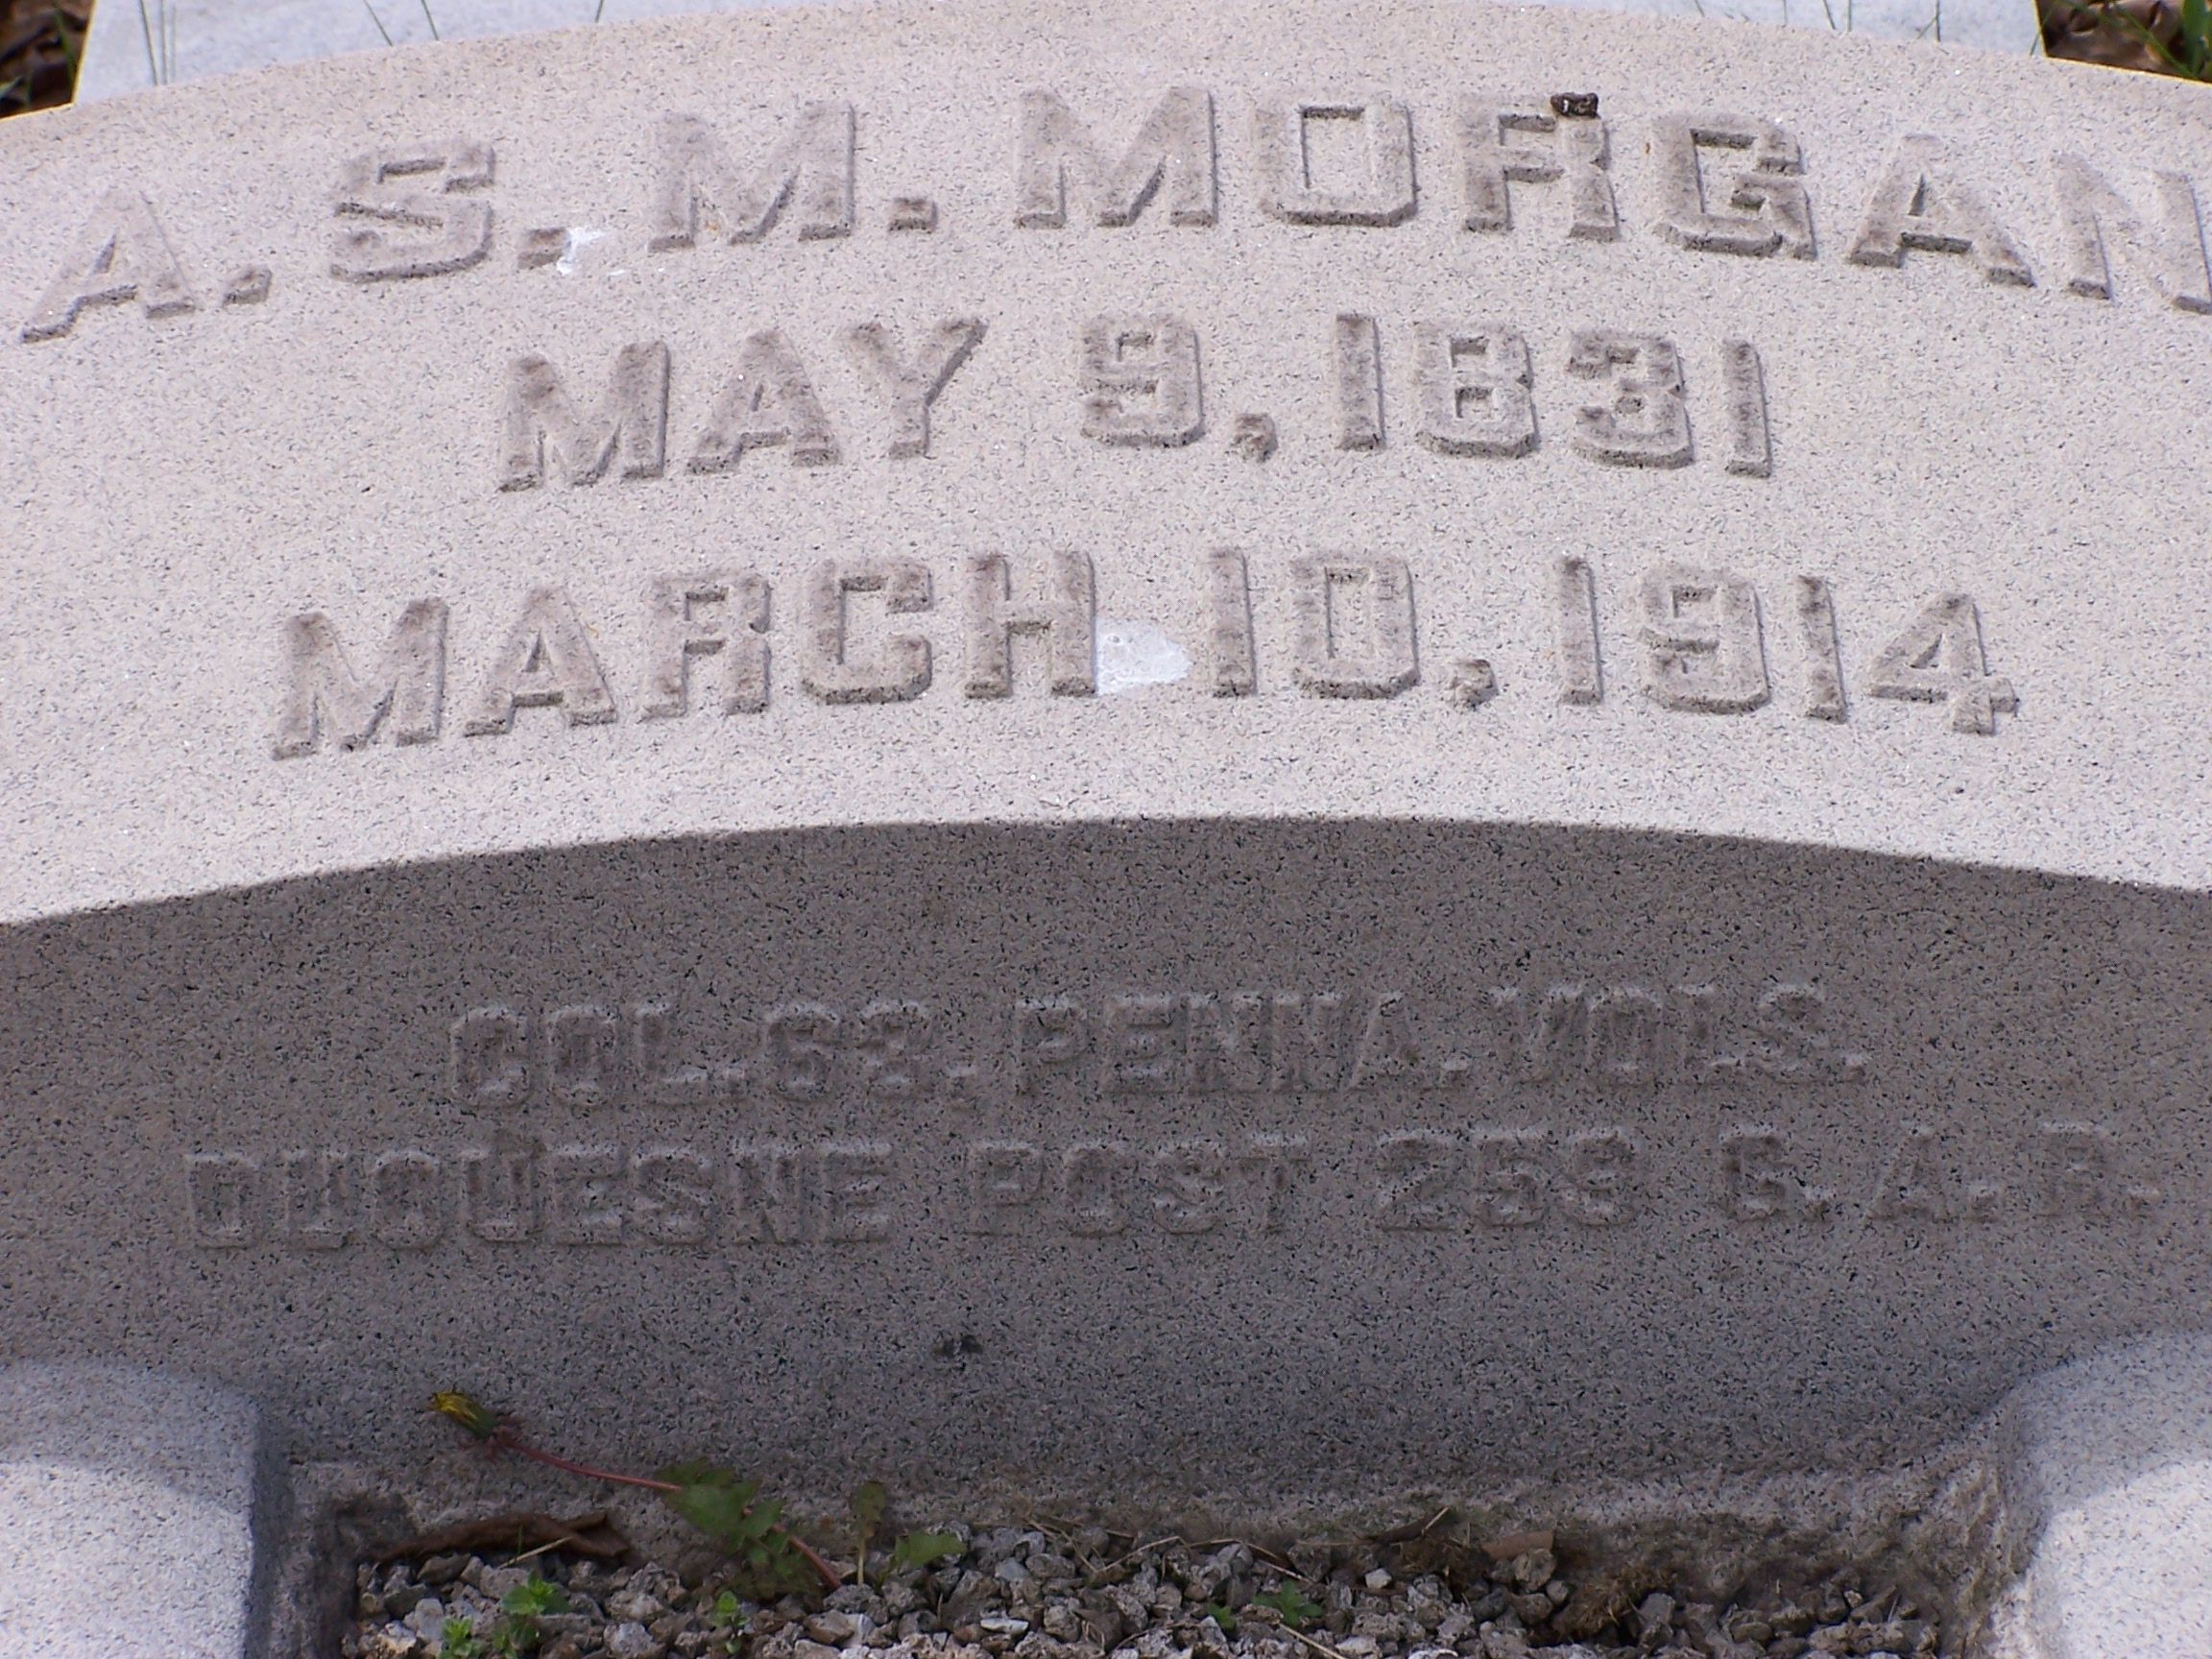 A. S. M. MORGAN
MAY 9, 1831
MARCH 10, 1914
COL. 63. PENNA. VOLS.
DUQUESNE POST 259 G. A. R.